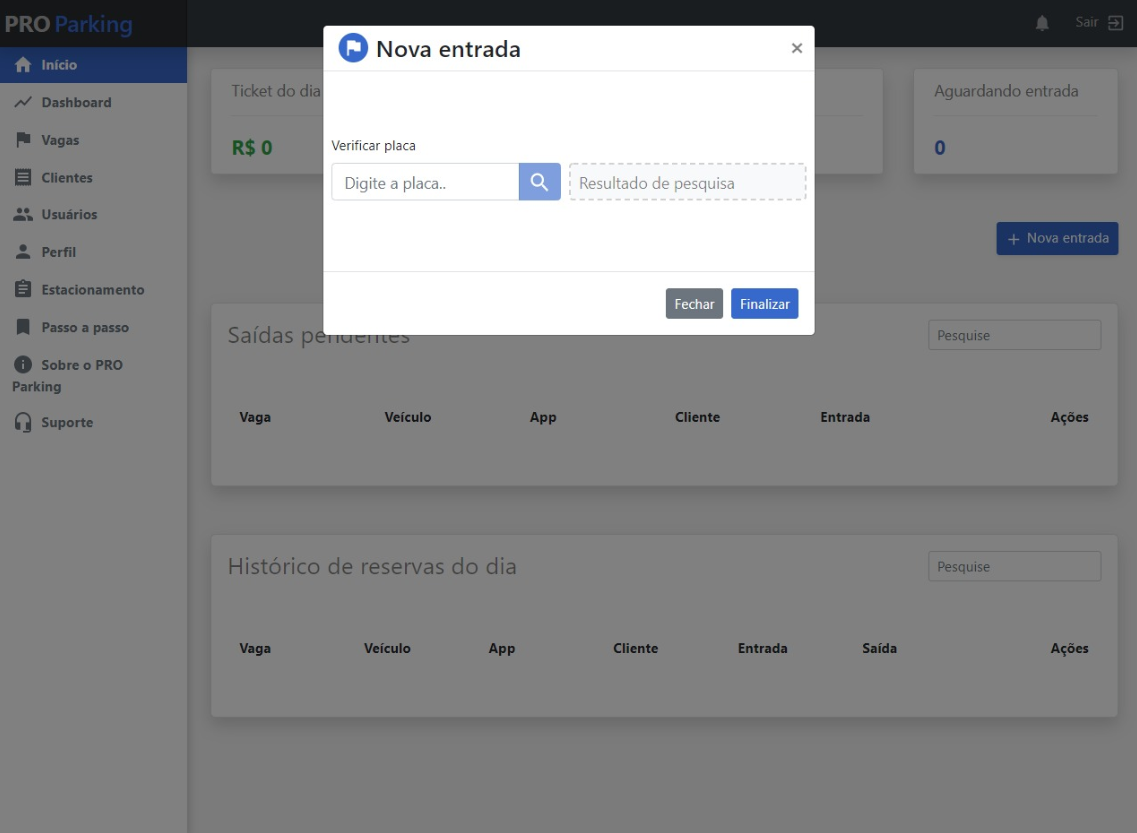 PRO Parking
Sair
Início
Dashboard
Vagas
Clientes
Usuários
Perfil
Estacionamento
Passo a passo
Sobre o PRO
Parking
Suporte
Ticket do dia
R$ 0
Aguardando entrada
0
Nova entrada
×
Verificar placa
Digite a placa..
Resultado de pesquisa
Fechar
Finalizar
+ Nova entrada
Saídas pendentes
Pesquise
Vaga Veículo App Cliente Entrada Ações
Histórico de reservas do dia
Pesquise
Vaga Veículo App Cliente Entrada Saída Ações